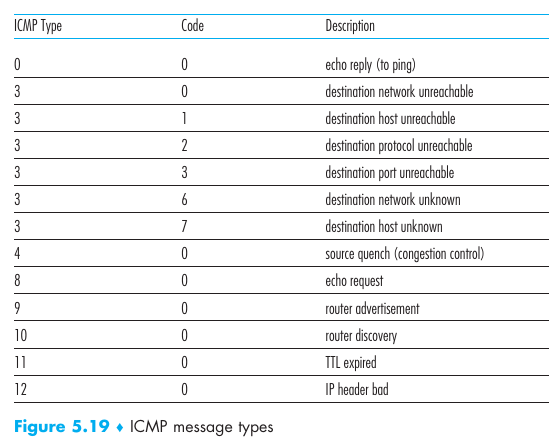 ICMP Type Code Description
0 0 echo reply (to ping)
3 0 destination network unreachable
3 1 destination host unreachable
3 2 destination protocol unreachable
3 3 destination port unreachable
3 6 destination network unknown
3 7 destination host unknown
4 0 source quench (congestion control)
8 0 echo request
9 0 router advertisement
10 0 router discovery
11 0 TTL expired
12 0 IP header bad
Figure 5.19 ♦ ICMP message types